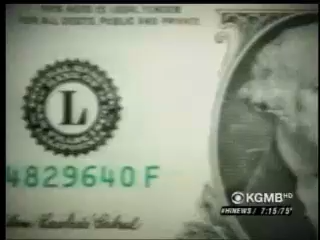 THIS NOTE IS LEGAL TENDER
FOR ALL DEBTS, PUBLIC AND PRIVATE
L
4829640 F
KGMB HD
#HINEWS / 7:15/75°